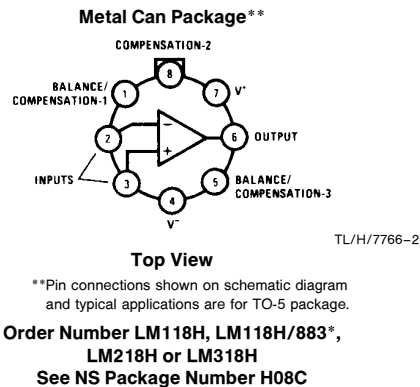 Metal Can Package**
COMPENSATION-2
8
BALANCE/
COMPENSATION-1
1
7
V+
2
−
+
6
OUTPUT
INPUTS
3
5
BALANCE/
COMPENSATION-3
4
V−
TL/H/7766–2
Top View
**Pin connections shown on schematic diagram
and typical applications are for TO-5 package.
Order Number LM118H, LM118H/883*,
LM218H or LM318H
See NS Package Number H08C